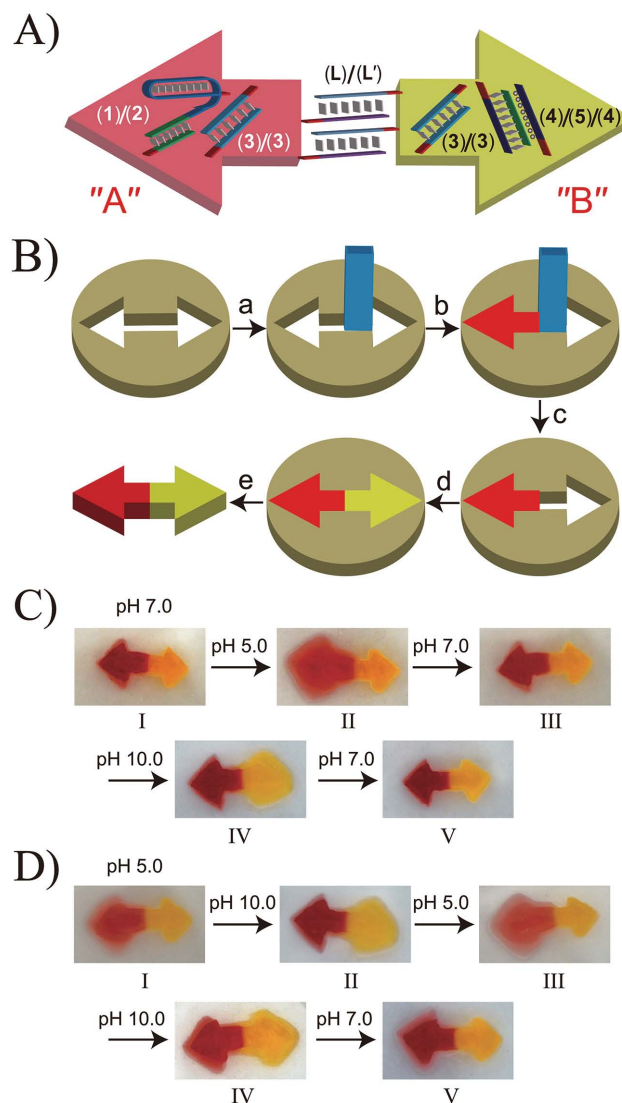 A)
(L)/(L')
(1)/(2)
(3)/(3)
(3)/(3)
(4)/(5)/(4)
"A"
"B"
B)
a
b
c
d
e
C)
pH 7.0
pH 5.0
pH 7.0
I
II
III
pH 10.0
pH 7.0
IV
V
D)
pH 5.0
pH 10.0
pH 5.0
I
II
III
pH 10.0
pH 7.0
IV
V